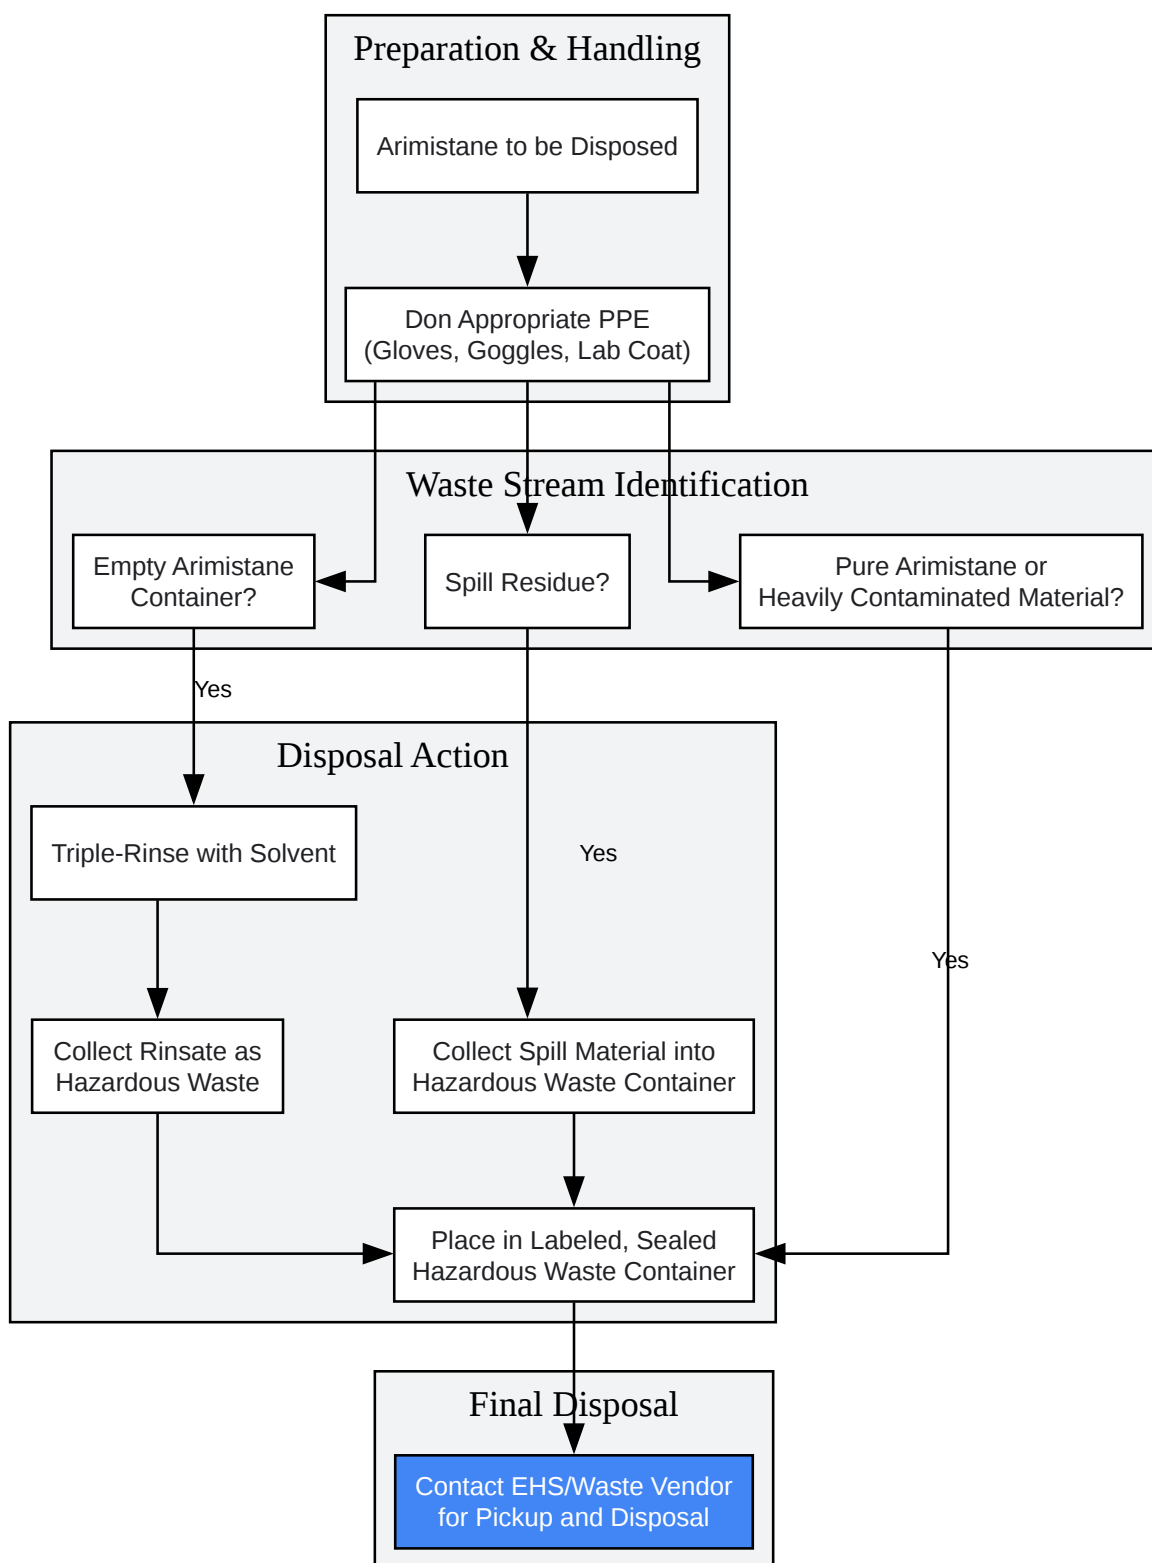 Preparation & Handling
Arimistane to be Disposed
Don Appropriate PPE
(Gloves, Goggles, Lab Coat)
Waste Stream Identification
Empty Arimistane
Container?
Spill Residue?
Pure Arimistane or
Heavily Contaminated Material?
Yes
Disposal Action
Triple-Rinse with Solvent
Yes
Yes
Collect Rinsate as
Hazardous Waste
Collect Spill Material into
Hazardous Waste Container
Place in Labeled, Sealed
Hazardous Waste Container
Final Disposal
Contact EHS/Waste Vendor
for Pickup and Disposal